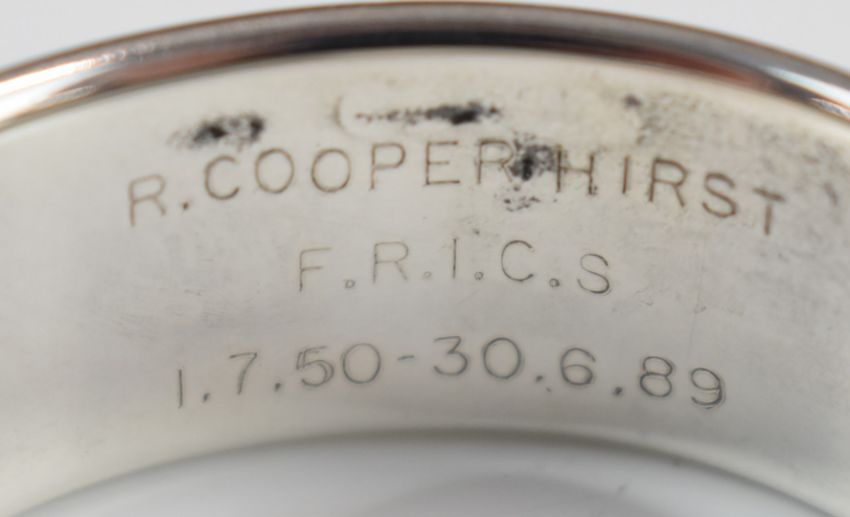 R. COOPER HIRST
F.R.I.C.S
1.7.50-30.6.89